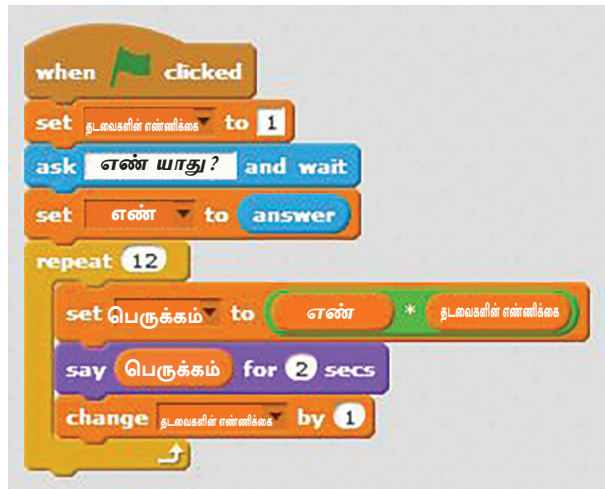 when clicked
set தடவைகளின் எண்ணிக்கை to 1
ask எண் யாது? and wait
set எண் to answer
repeat 12
set பெருக்கம் to எண் * தடவைகளின் எண்ணிக்கை
say பெருக்கம் for 2 secs
change தடவைகளின் எண்ணிக்கை by 1